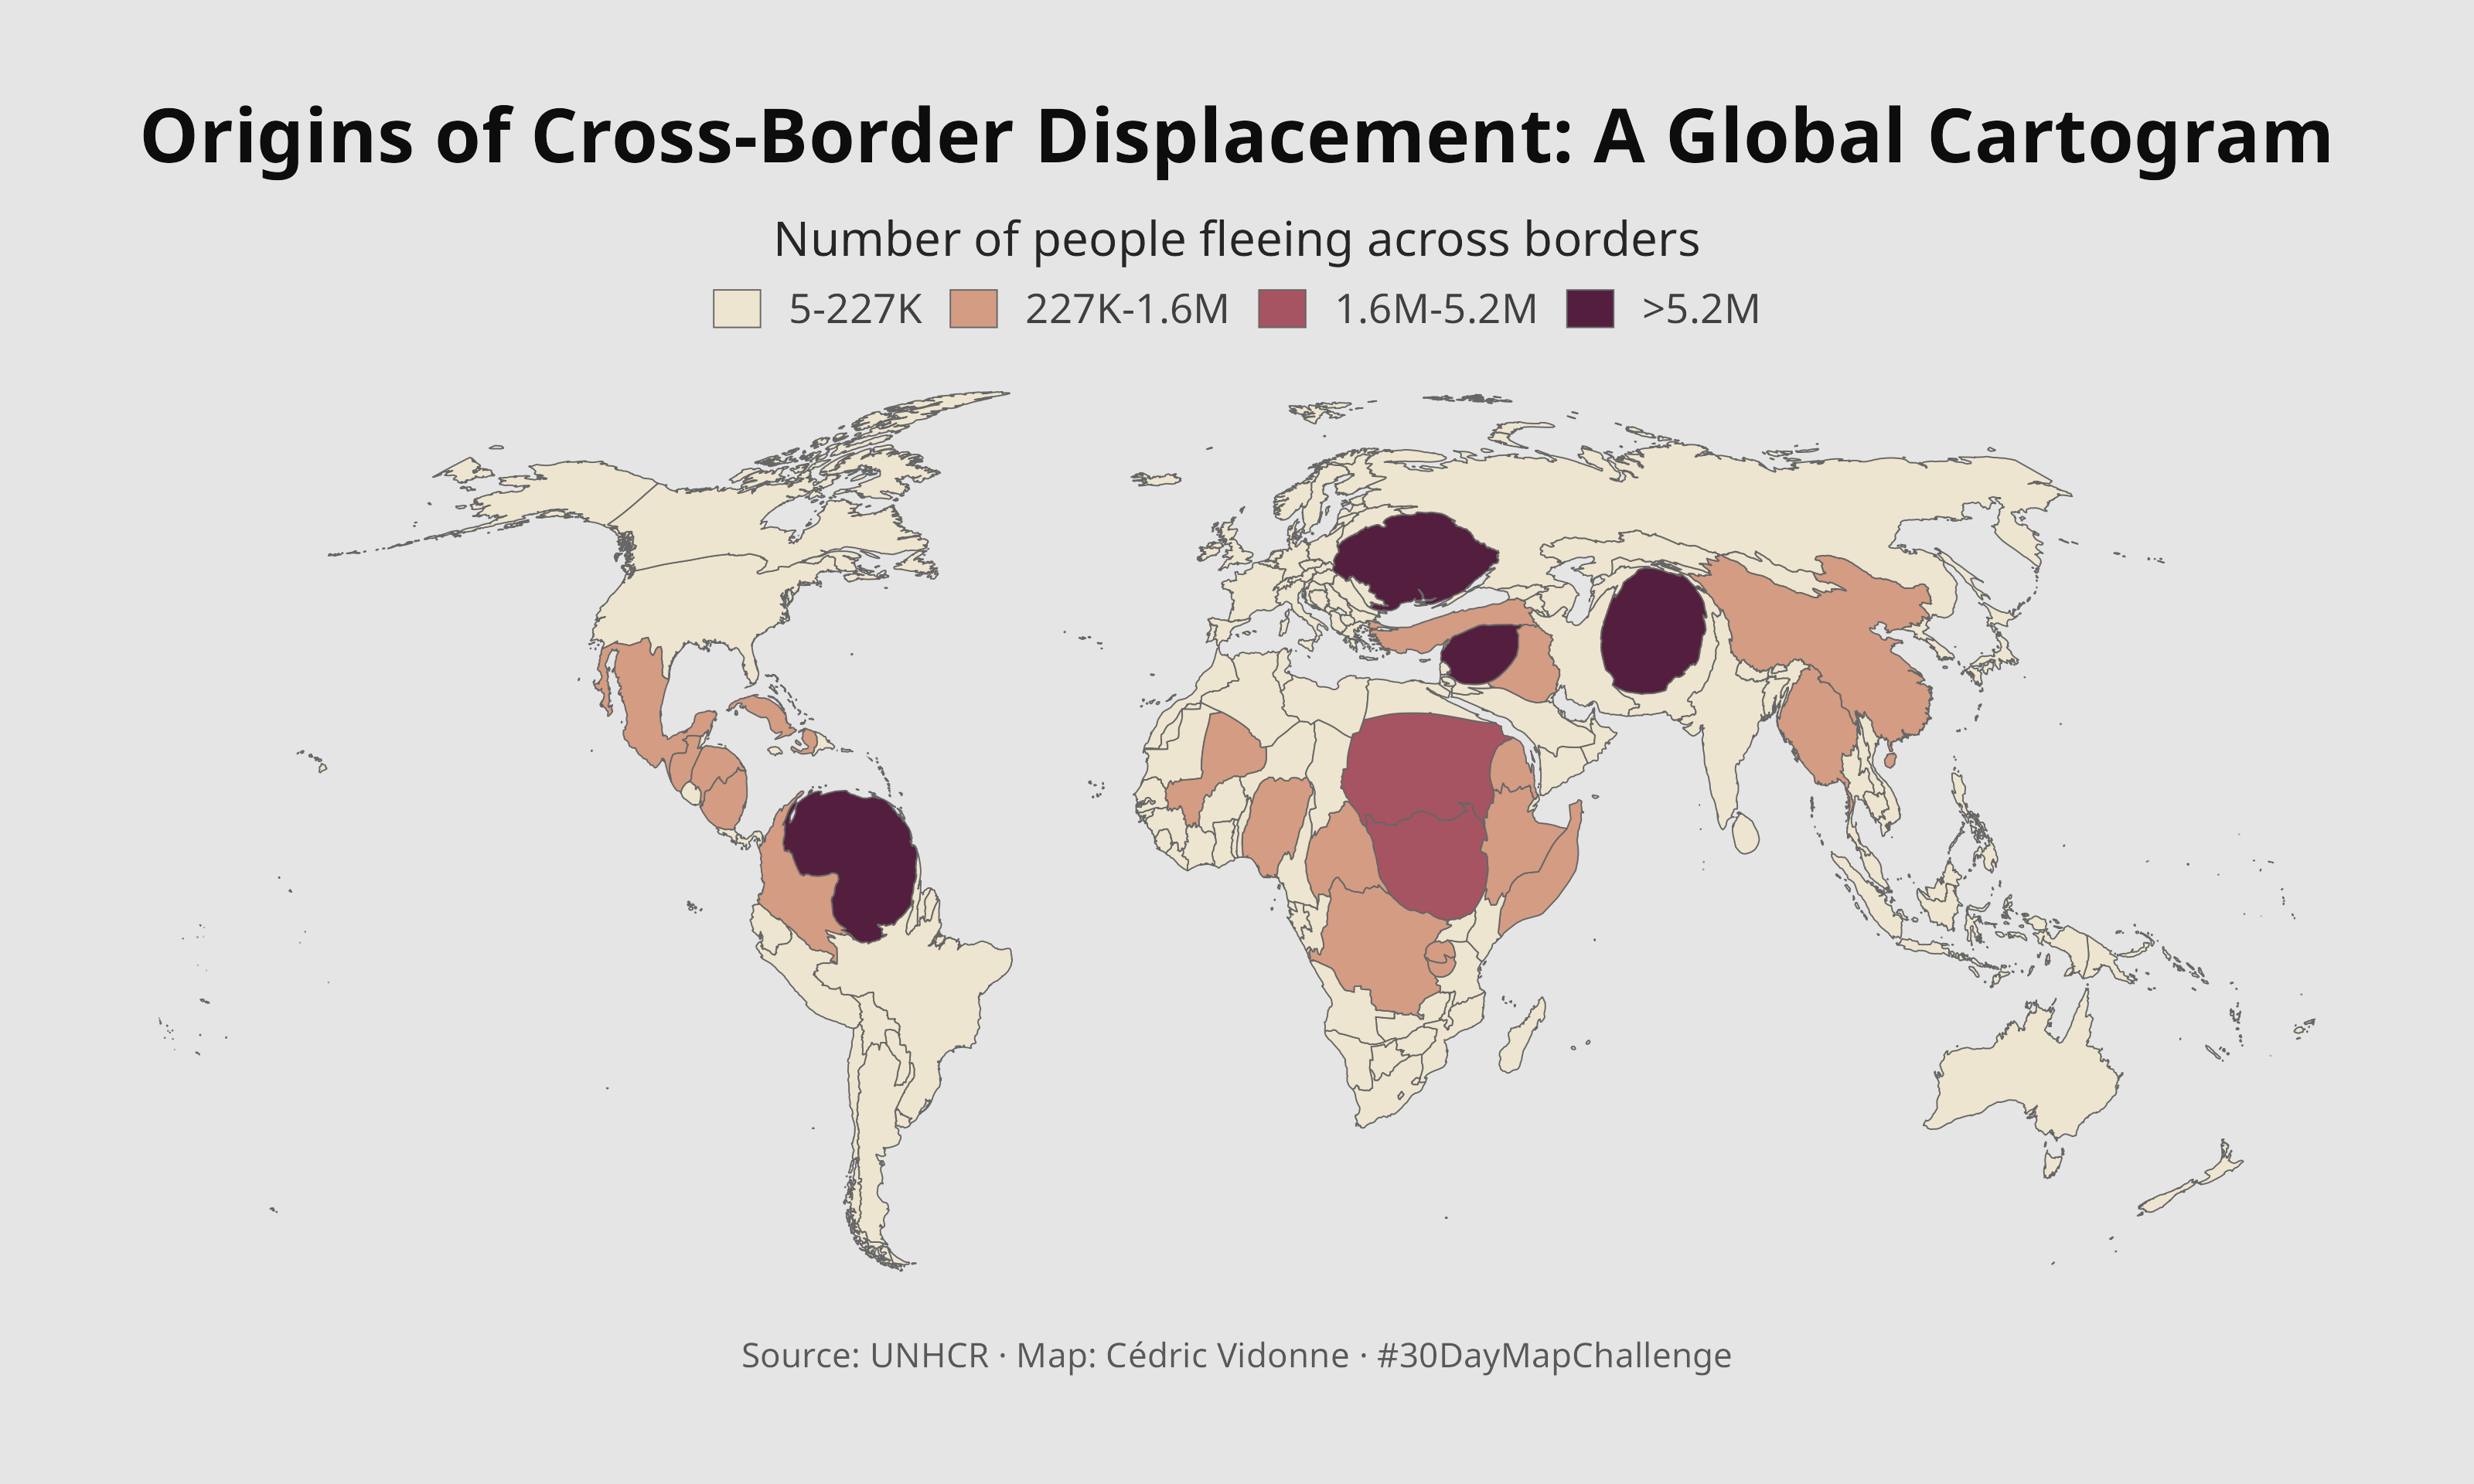 Origins of Cross-Border Displacement: A Global Cartogram
Number of people fleeing across borders
5-227K 227K-1.6M 1.6M-5.2M >5.2M
Source: UNHCR · Map: Cédric Vidonne · #30DayMapChallenge